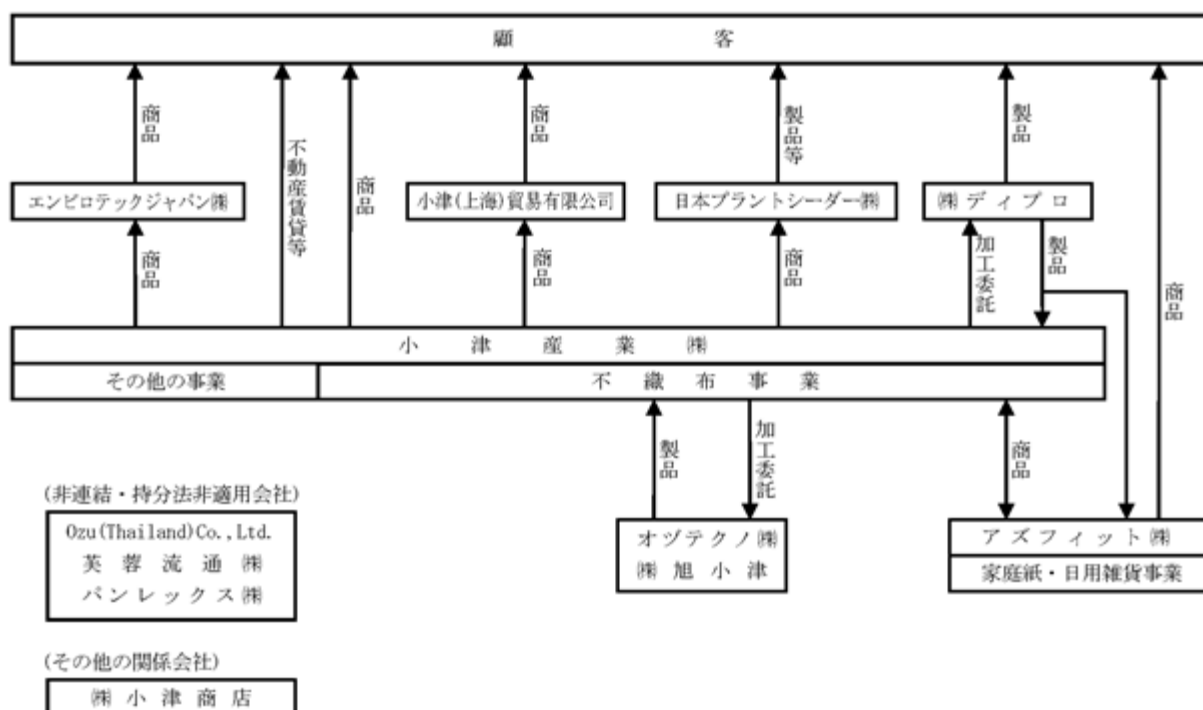 顧客
商品
不動産賃貸等
商品
商品
製品等
製品
商品
エンビロテックジャパン㈱
小津(上海)貿易有限公司
日本プラントシーダー㈱
㈱ディプロ
商品
商品
商品
加工委託
製品
小津産業㈱
その他の事業
不織布事業
製品
加工委託
商品
(非連結・持分法非適用会社)
Ozu(Thailand)Co.,Ltd.
芙蓉流通㈱
パンレックス㈱
オヅテクノ㈱
㈱旭小津
アズフィット㈱
家庭紙・日用雑貨事業
(その他の関係会社)
㈱小津商店